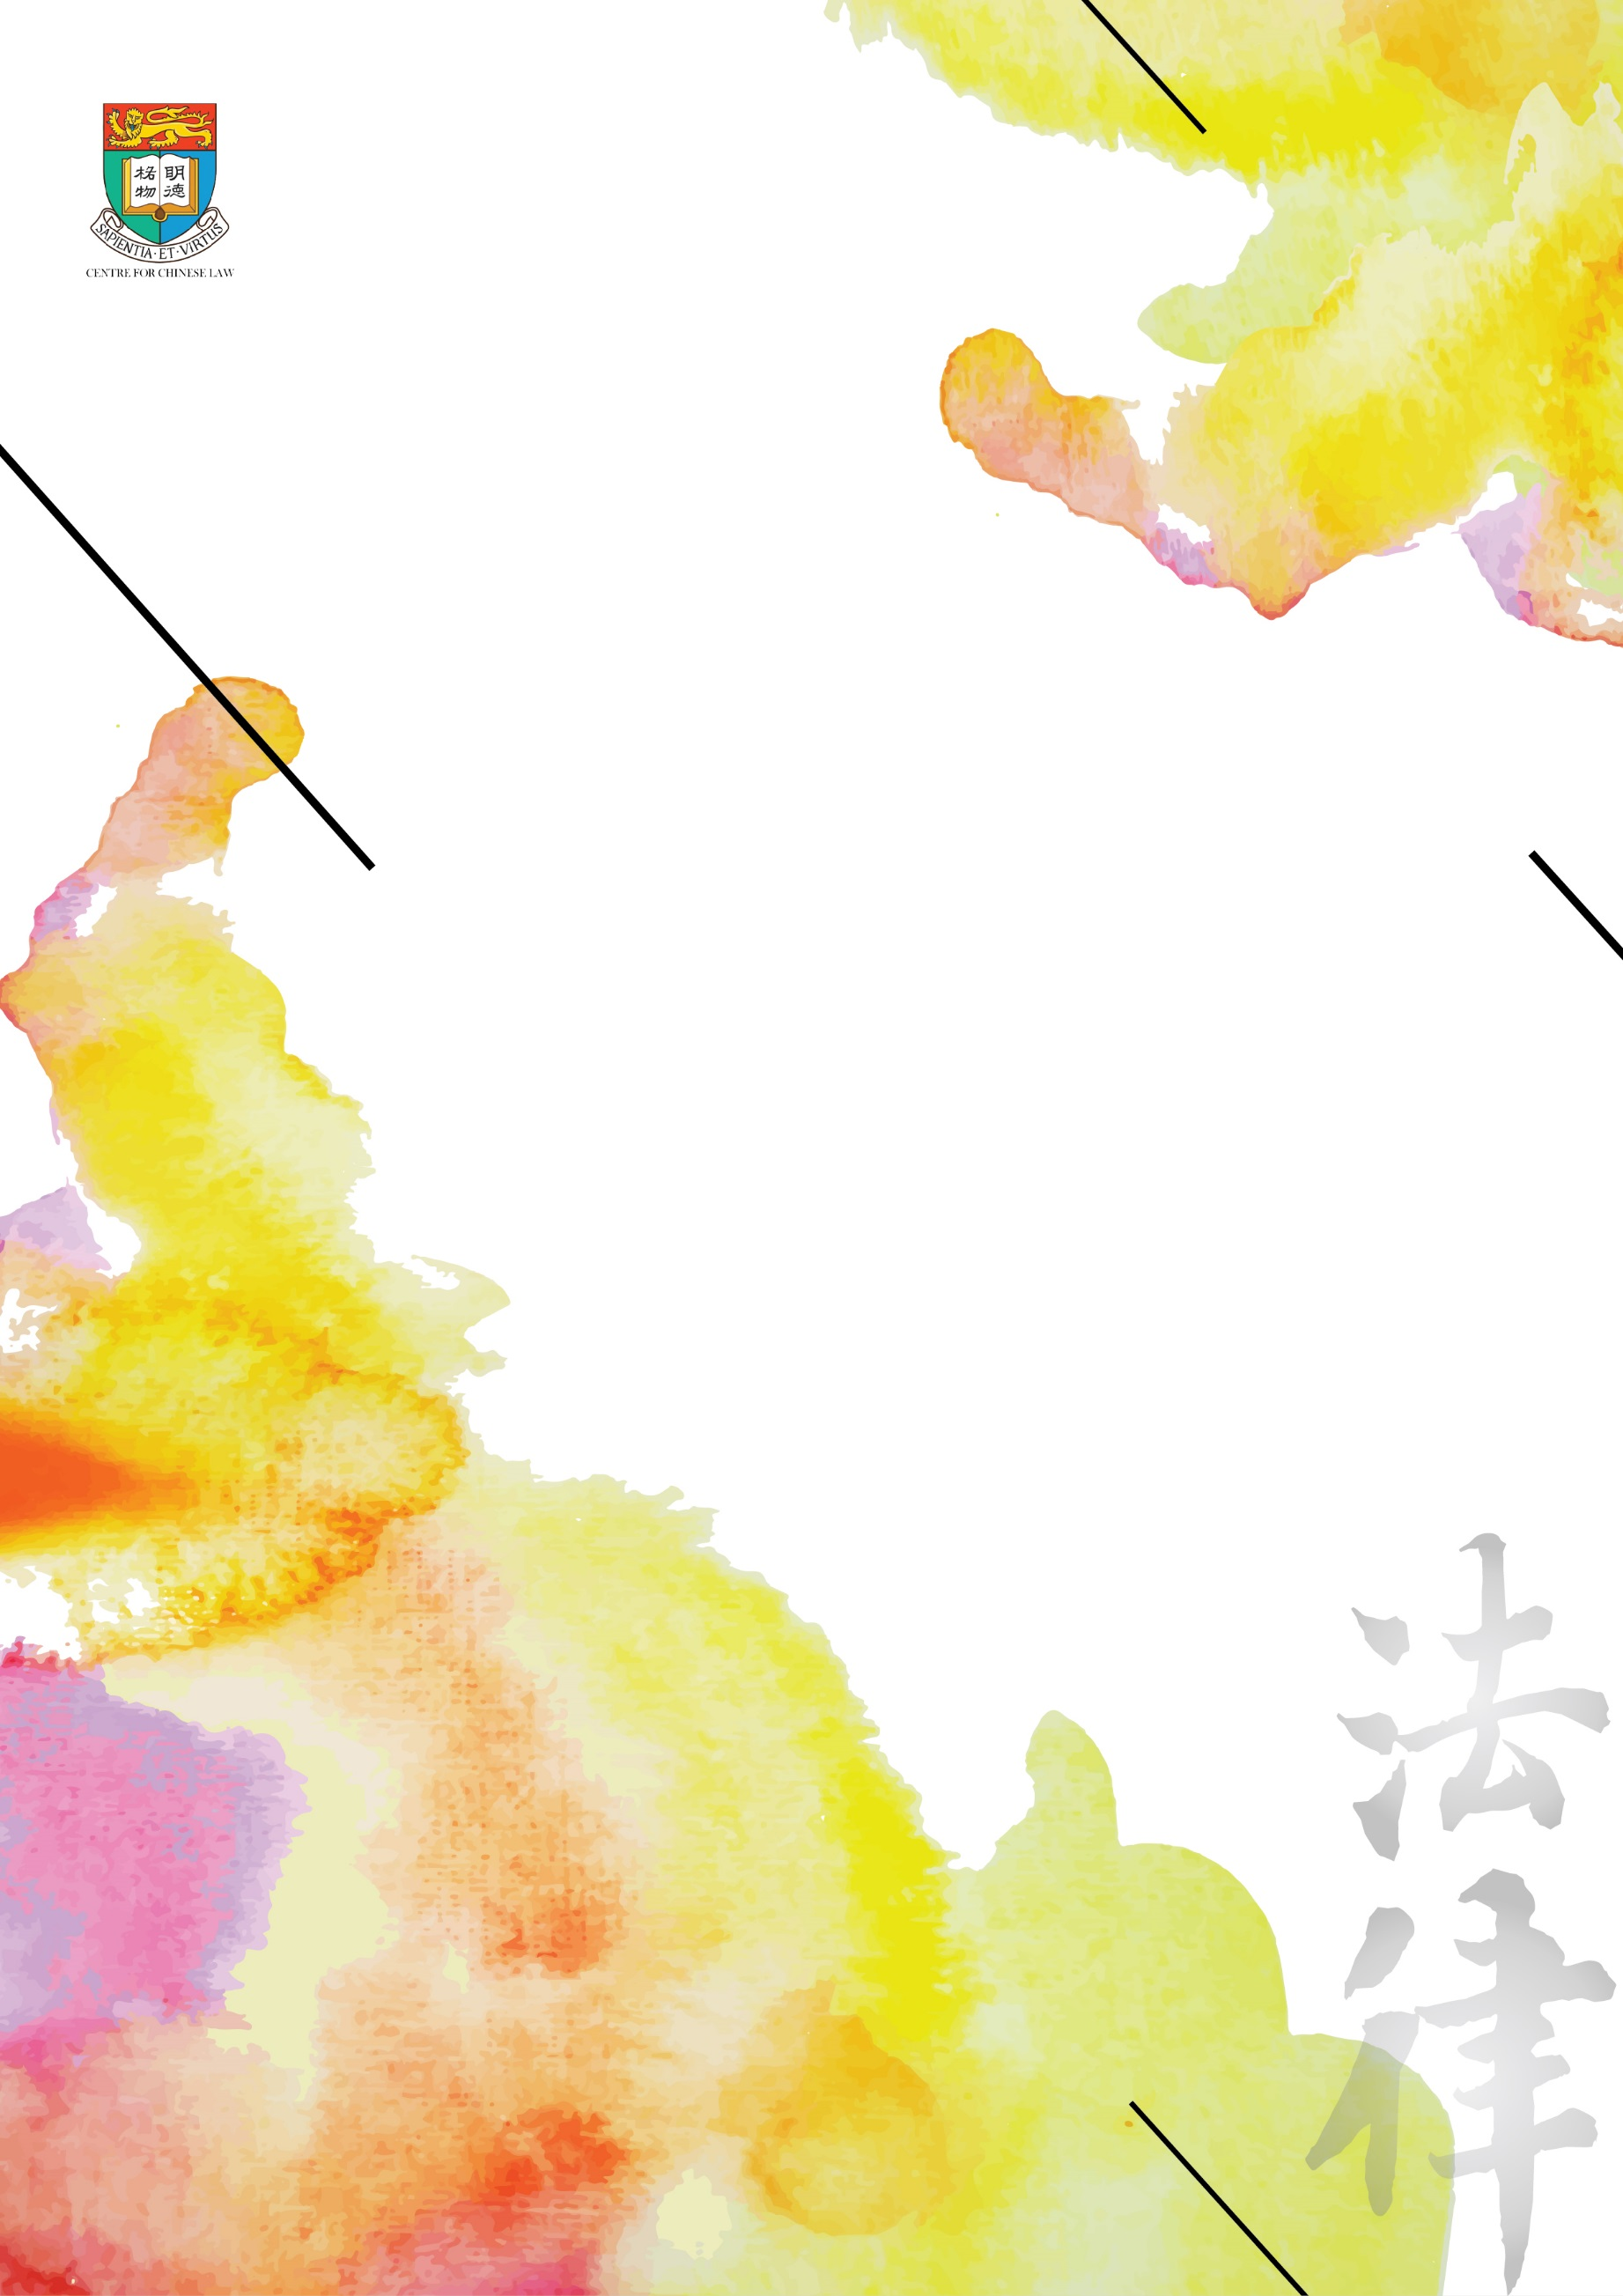 明德
格物
SAPIENTIA·ET·VIRTUS
CENTRE FOR CHINESE LAW
法律